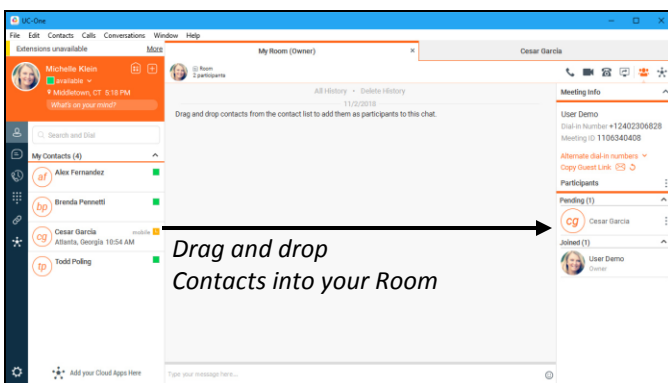 UC-One
File Edit Contacts Calls Conversations Window Help
Extensions unavailable More
Michelle Klein
available
Middletown, CT 5:18 PM
What's on your mind?
Search and Dial
My Contacts (4)
af Alex Fernandez
bp Brenda Pennetti
cg Cesar Garcia mobile
Atlanta, Georgia 10:54 AM
tp Todd Poling
Add your Cloud Apps Here
My Room (Owner) ×
Cesar Garcia
Room
2 participants
All History • Delete History
11/2/2018
Drag and drop contacts from the contact list to add them as participants to this chat.
Drag and drop
Contacts into your Room
Type your message here...
Meeting Info
User Demo
Dial-in Number +12402306828
Meeting ID 1106340408
Alternate dial-in numbers
Copy Guest Link
Participants
Pending (1)
cg Cesar Garcia
Joined (1)
User Demo
Owner